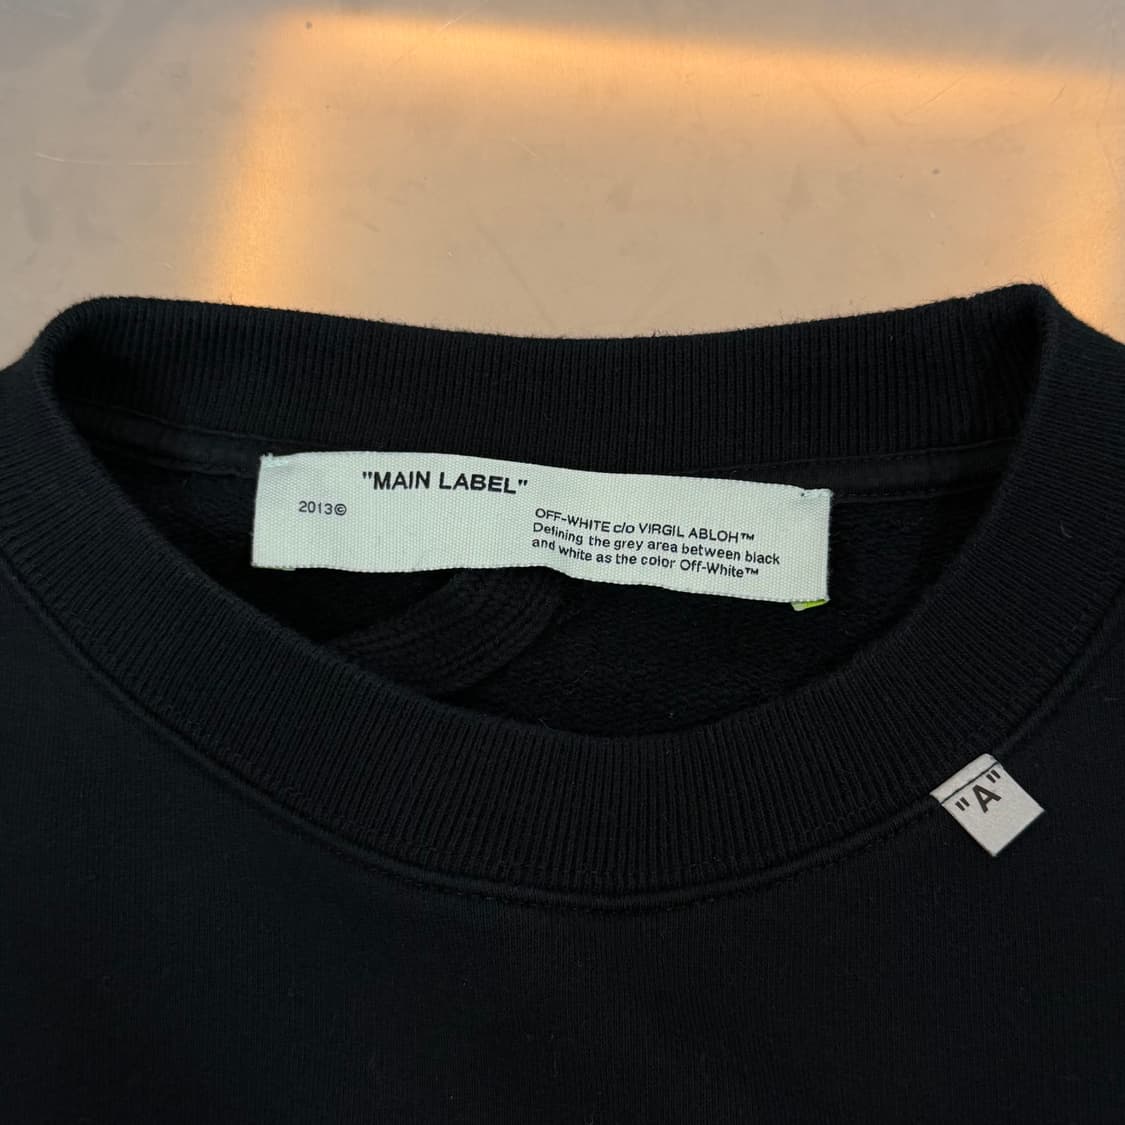 "MAIN LABEL"
2013©
OFF-WHITE c/o VIRGIL ABLOH™
Defining the grey area between black
and white as the color Off-White™
"A"